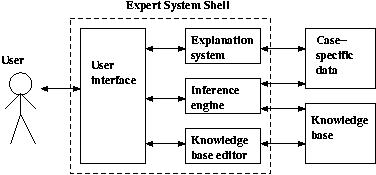 Expert System Shell
User
User
interface
Explanation
system
Inference
engine
Knowledge
base editor
Case–
specific
data
Knowledge
base